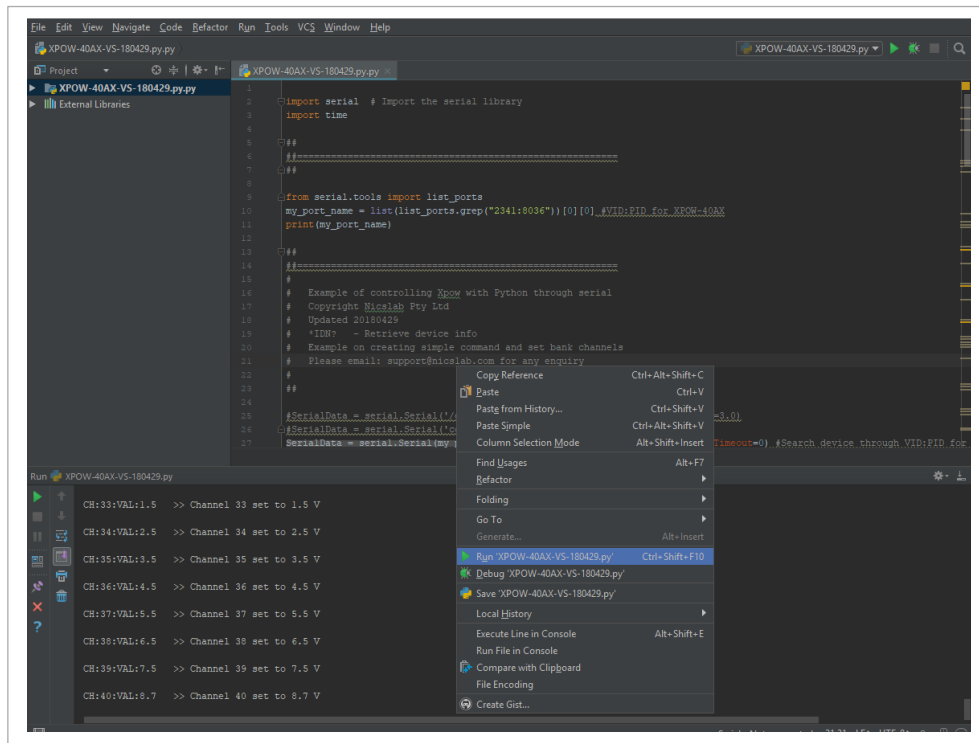 File Edit View Navigate Code Refactor Run Tools VCS Window Help
XPOW-40AX-VS-180429.py.py
XPOW-40AX-VS-180429.py
Project
XPOW-40AX-VS-180429.py.py
XPOW-40AX-VS-180429.py.py
External Libraries
1
2 import serial # Import the serial library
3 import time
4
5 ##
6 ##=========================================================
7 ##
8
9 from serial.tools import list_ports
10 my_port_name = list(list_ports.grep("2341:8036"))[0][0] #VID:PID for XPOW-40AX
11 print(my_port_name)
12
13 ##
14 ##=========================================================
15 #
16 # Example of controlling Xpow with Python through serial
17 # Copyright Nicslab Pty Ltd
18 # Updated 20180429
19 # *IDN? - Retrieve device info
20 # Example on creating simple command and set bank channels
21 # Please email: support@nicslab.com for any enquiry
22 #
23 ##
24
25 #SerialData = serial.Serial('/ =3.0)
26 #SerialData = serial.Serial('c
27 SerialData = serial.Serial(my Timeout=0) #Search device through VID:PID for
Copy Reference Ctrl+Alt+Shift+C
Paste Ctrl+V
Paste from History... Ctrl+Shift+V
Paste Simple Ctrl+Alt+Shift+V
Column Selection Mode Alt+Shift+Insert
Find Usages Alt+F7
Refactor
Folding
Go To
Generate... Alt+Insert
Run 'XPOW-40AX-VS-180429.py' Ctrl+Shift+F10
Debug 'XPOW-40AX-VS-180429.py'
Save 'XPOW-40AX-VS-180429.py'
Local History
Execute Line in Console Alt+Shift+E
Run File in Console
Compare with Clipboard
File Encoding
Create Gist...
Run XPOW-40AX-VS-180429.py
CH:33:VAL:1.5 >> Channel 33 set to 1.5 V
CH:34:VAL:2.5 >> Channel 34 set to 2.5 V
CH:35:VAL:3.5 >> Channel 35 set to 3.5 V
CH:36:VAL:4.5 >> Channel 36 set to 4.5 V
CH:37:VAL:5.5 >> Channel 37 set to 5.5 V
CH:38:VAL:6.5 >> Channel 38 set to 6.5 V
CH:39:VAL:7.5 >> Channel 39 set to 7.5 V
CH:40:VAL:8.7 >> Channel 40 set to 8.7 V